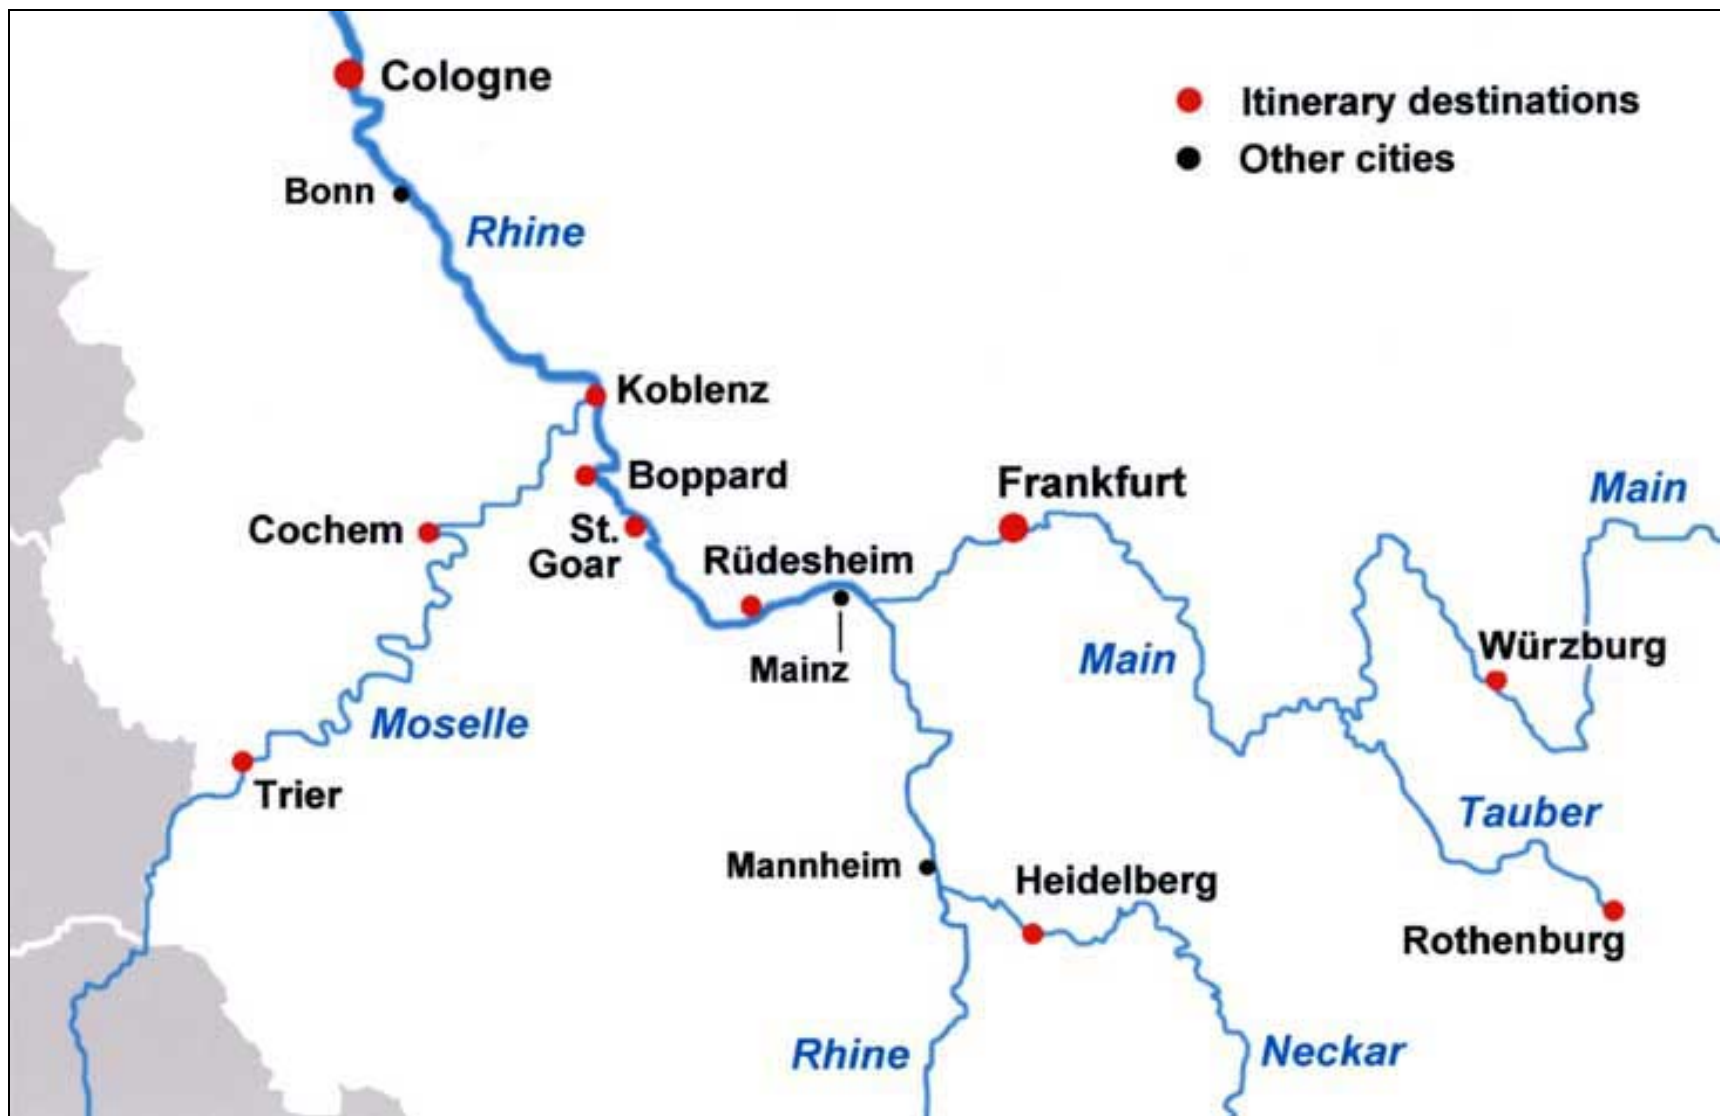 Cologne
Itinerary destinations
Other cities
Bonn
Rhine
Koblenz
Boppard
Frankfurt
Main
Cochem
St.
Goar
Rüdesheim
Würzburg
Main
Mainz
Moselle
Trier
Tauber
Mannheim
Heidelberg
Rothenburg
Rhine
Neckar